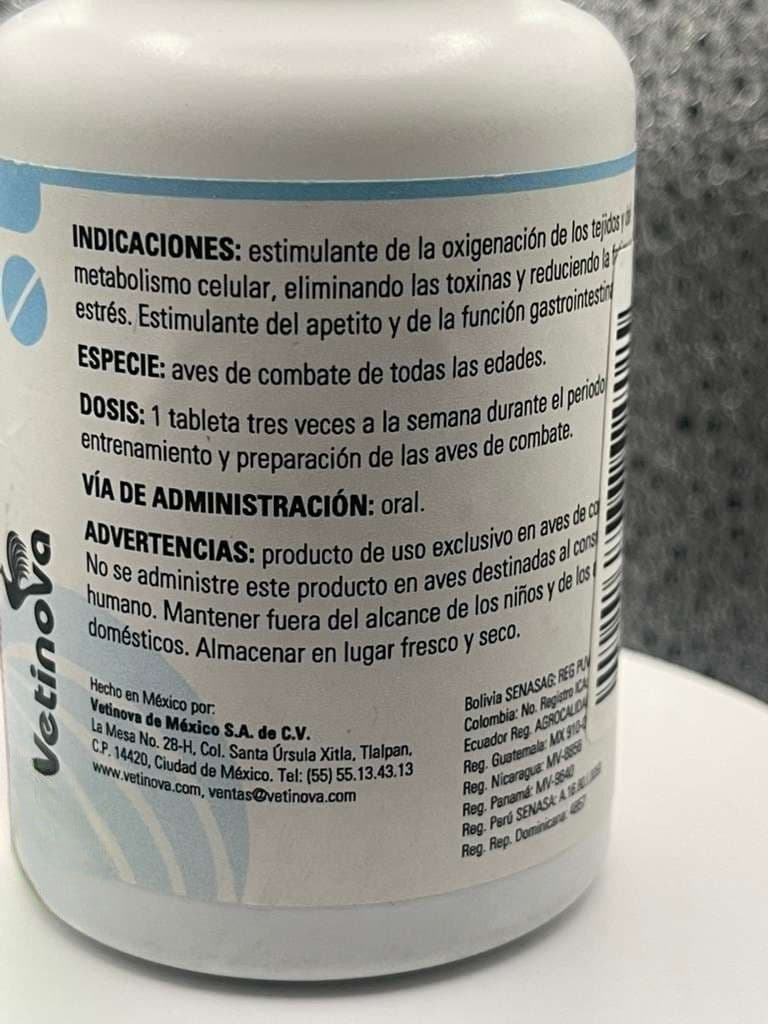 INDICACIONES: estimulante de la oxigenación de los tejidos y
metabolismo celular, eliminando las toxinas y reduciendo la
estrés. Estimulante del apetito y de la función
ESPECIE: aves de combate de todas las edades.
DOSIS: 1 tableta tres veces a la semana durante el periodo
entrenamiento y preparación de las aves de combate.
VÍA DE ADMINISTRACIÓN: oral.
ADVERTENCIAS: producto de uso exclusivo en aves de
No se administre este producto en aves destinadas al
humano. Mantener fuera del alcance de los niños y de los
domésticos. Almacenar en lugar fresco y seco.
Vetinova
Hecho en México por:
Vetinova de México S.A. de C.V.
La Mesa No. 28-H, Col. Santa Úrsula Xitla, Tlalpan,
C.P. 14420, Ciudad de México. Tel: (55) 55.13.43.13
www.vetinova.com, ventas@vetinova.com
Bolivia SENASAG: REG
Colombia: No. Registro
Ecuador Reg.
Reg. Guatemala: MX
Reg. Nicaragua: MV-8856
Reg. Panamá: MV-9640
Reg. Perú SENASA:
Reg. Rep. Dominicana: 4857